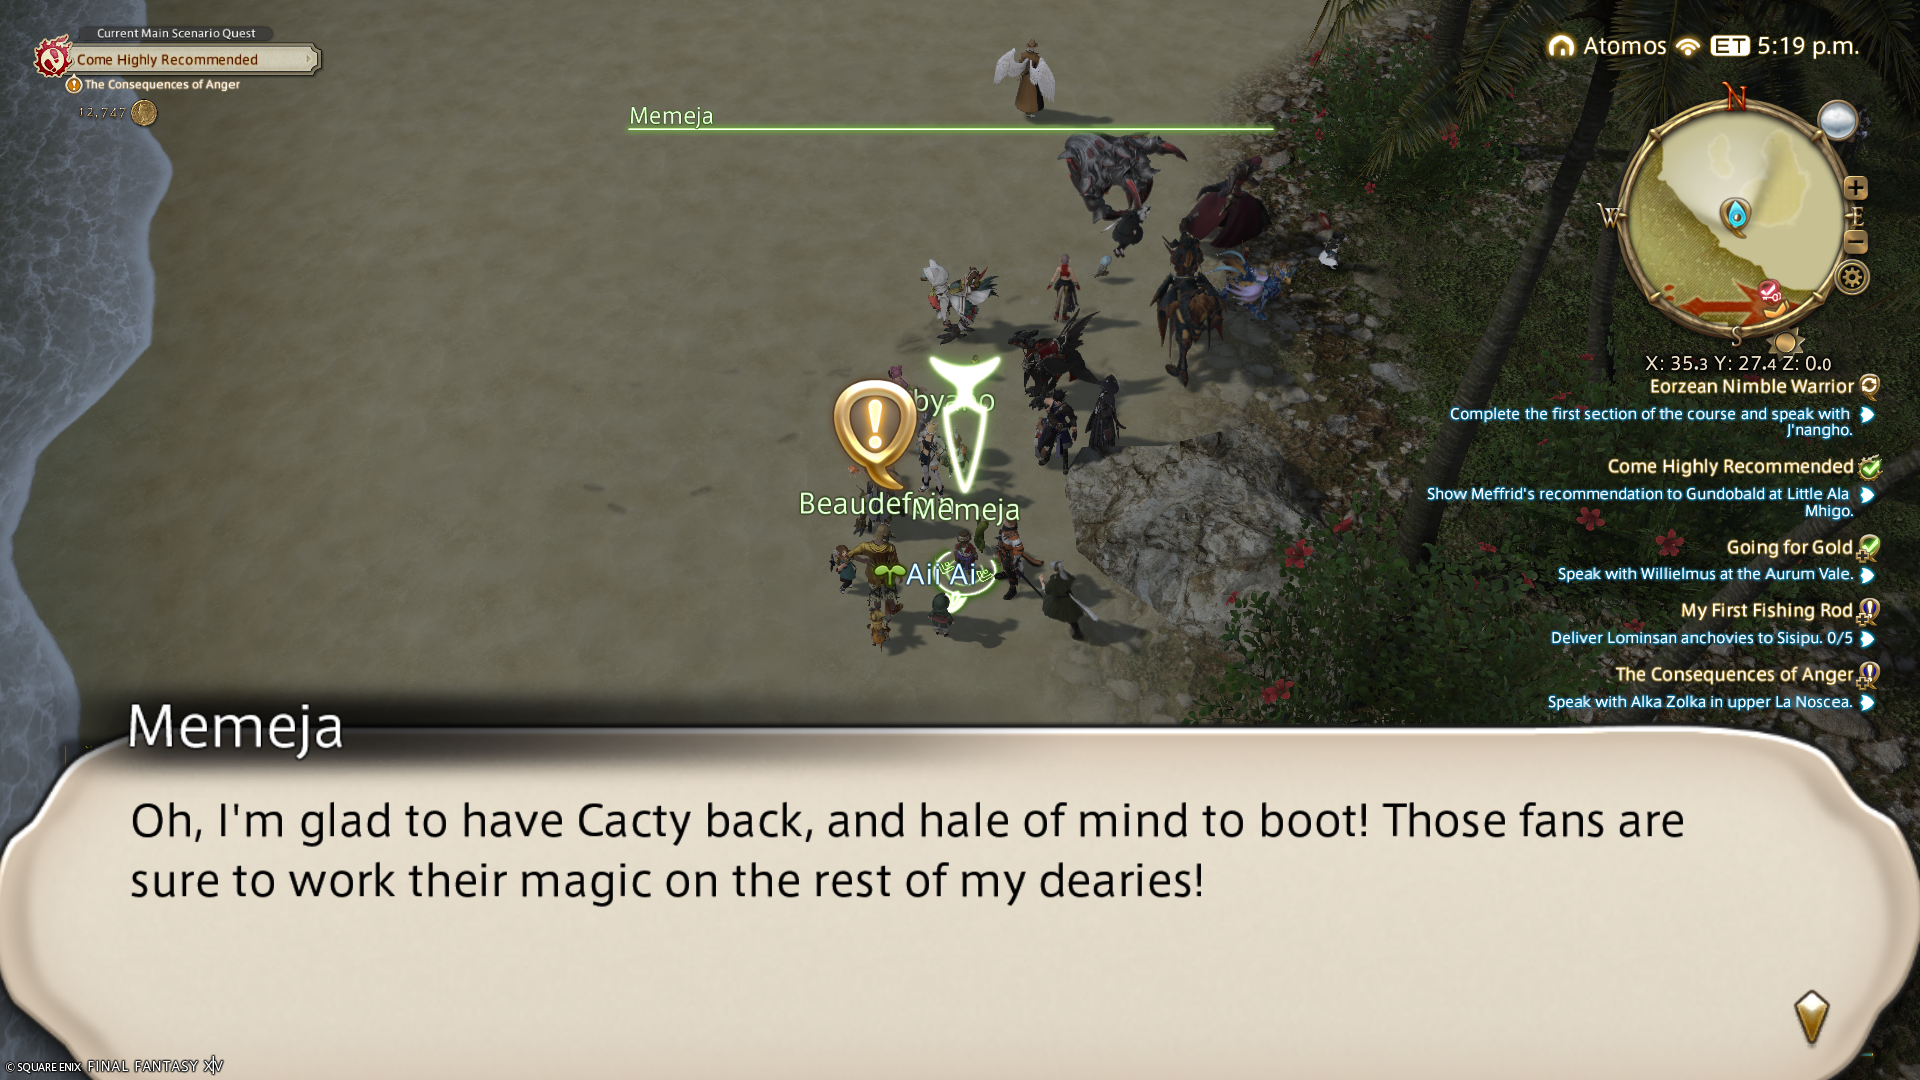 Current Main Scenario Quest
Come Highly Recommended
The Consequences of Anger
12,747
Memeja
Atomos ET 5:19 p.m.
N
W
E
S
X: 35.3 Y: 27.4 Z: 0.0
Eorzean Nimble Warrior
Complete the first section of the course and speak with
J'nangho.
Come Highly Recommended
Show Meffrid's recommendation to Gundobald at Little Ala
Mhigo.
Going for Gold
Speak with Willielmus at the Aurum Vale.
My First Fishing Rod
Deliver Lominsan anchovies to Sisipu. 0/5
The Consequences of Anger
Speak with Alka Zolka in upper La Noscea.
Memeja
Aii Ai
Memeja
Oh, I'm glad to have Cacty back, and hale of mind to boot! Those fans are
sure to work their magic on the rest of my dearies!
© SQUARE ENIX FINAL FANTASY XIV